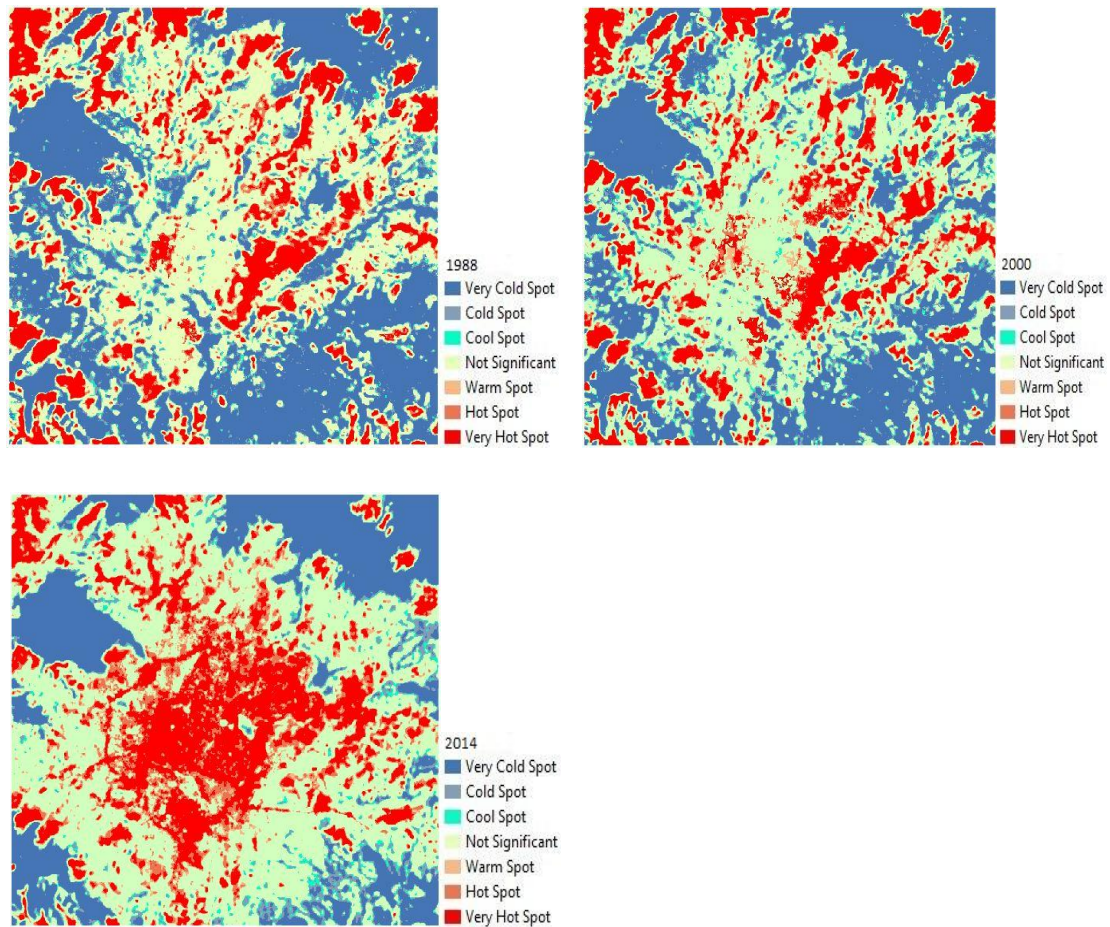 1988
Very Cold Spot
Cold Spot
Cool Spot
Not Significant
Warm Spot
Hot Spot
Very Hot Spot
2000
Very Cold Spot
Cold Spot
Cool Spot
Not Significant
Warm Spot
Hot Spot
Very Hot Spot
2014
Very Cold Spot
Cold Spot
Cool Spot
Not Significant
Warm Spot
Hot Spot
Very Hot Spot